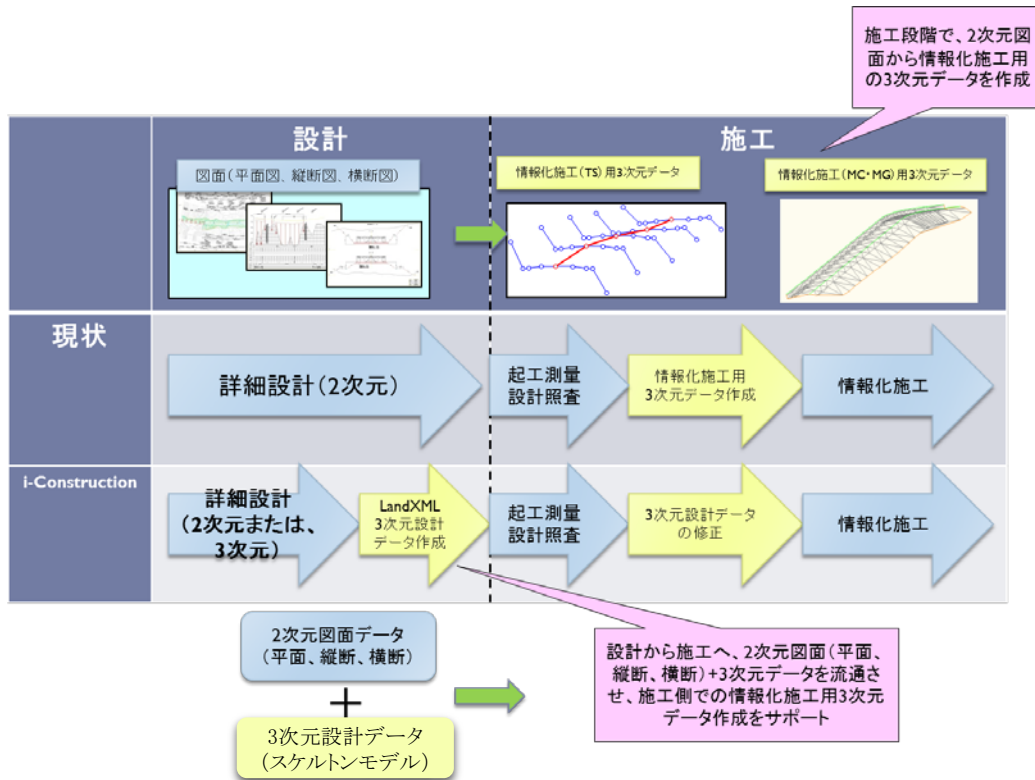 施工段階で、2次元図
面から情報化施工用
の3次元データを作成
設計
施工
図面(平面図、縦断図、横断図)
情報化施工(TS)用3次元データ
情報化施工(MC・MG)用3次元データ
現状
詳細設計(2次元)
起工測量
設計照査
情報化施工用
3次元データ作成
情報化施工
i-Construction
詳細設計
(2次元または、
3次元)
LandXML
3次元設計
データ作成
起工測量
設計照査
3次元設計データ
の修正
情報化施工
2次元図面データ
(平面、縦断、横断)
+
3次元設計データ
(スケルトンモデル)
設計から施工へ、2次元図面(平面、
縦断、横断)+3次元データを流通さ
せ、施工側での情報化施工用3次元
データ作成をサポート